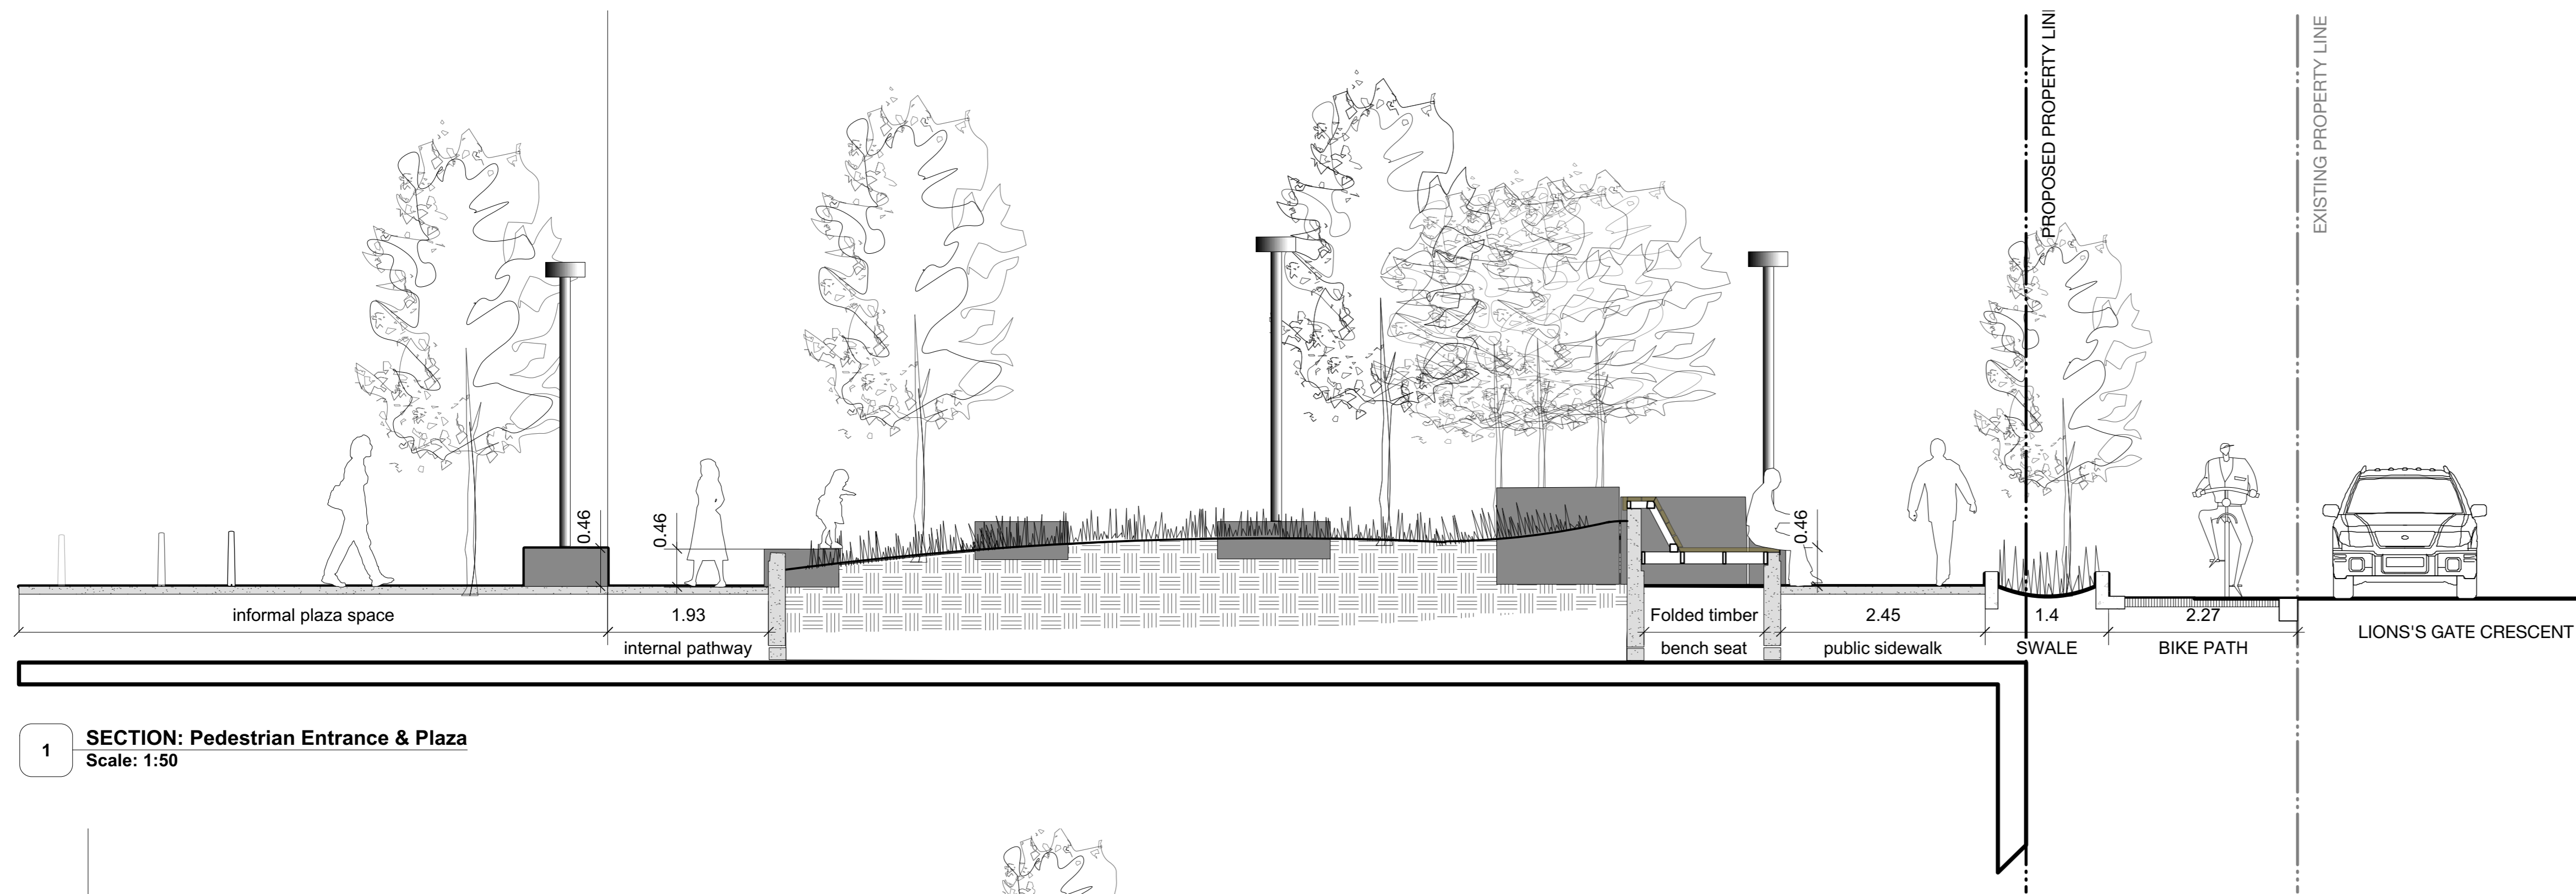 PROPOSED PROPERTY LIN
EXISTING PROPERTY LINE
0.46
0.46
0.46
informal plaza space
1.93
internal pathway
Folded timber
bench seat
2.45
public sidewalk
1.4
SWALE
2.27
BIKE PATH
LIONS'S GATE CRESCENT
1
SECTION: Pedestrian Entrance & Plaza
Scale: 1:50